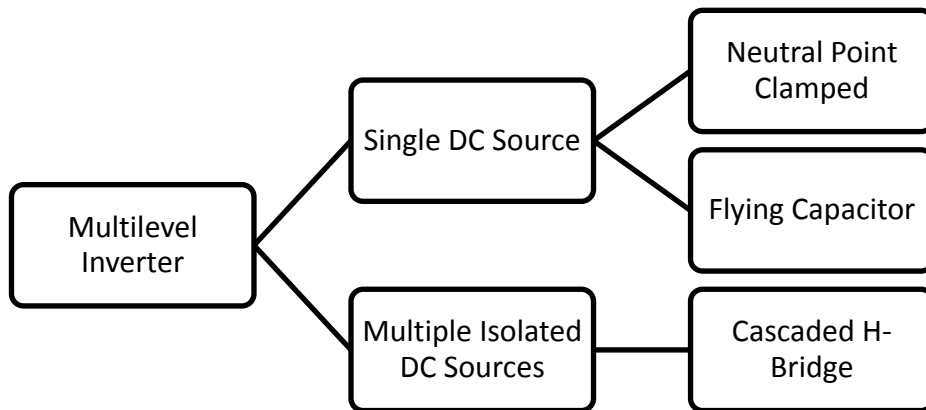 Multilevel
Inverter
Single DC Source
Multiple Isolated
DC Sources
Neutral Point
Clamped
Flying Capacitor
Cascaded H-
Bridge